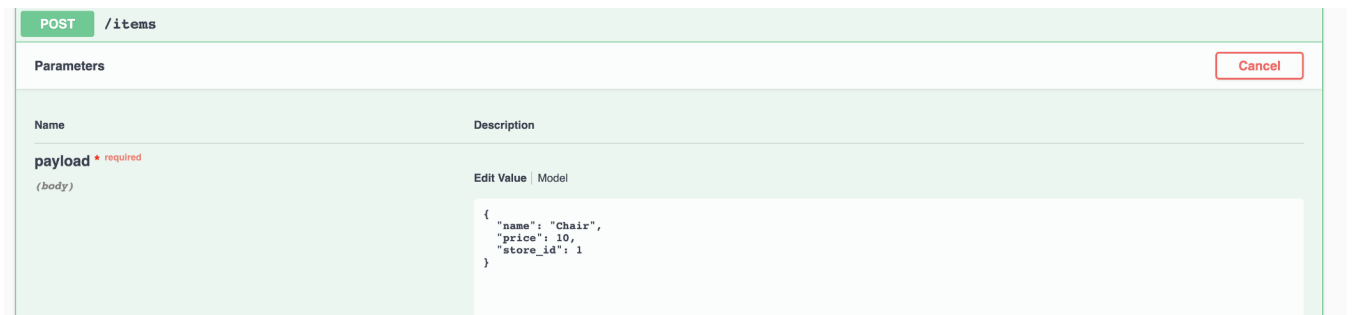 POST /items
Parameters Cancel
Name Description
payload * required
(body)
Edit Value | Model
{
  "name": "Chair",
  "price": 10,
  "store_id": 1
}